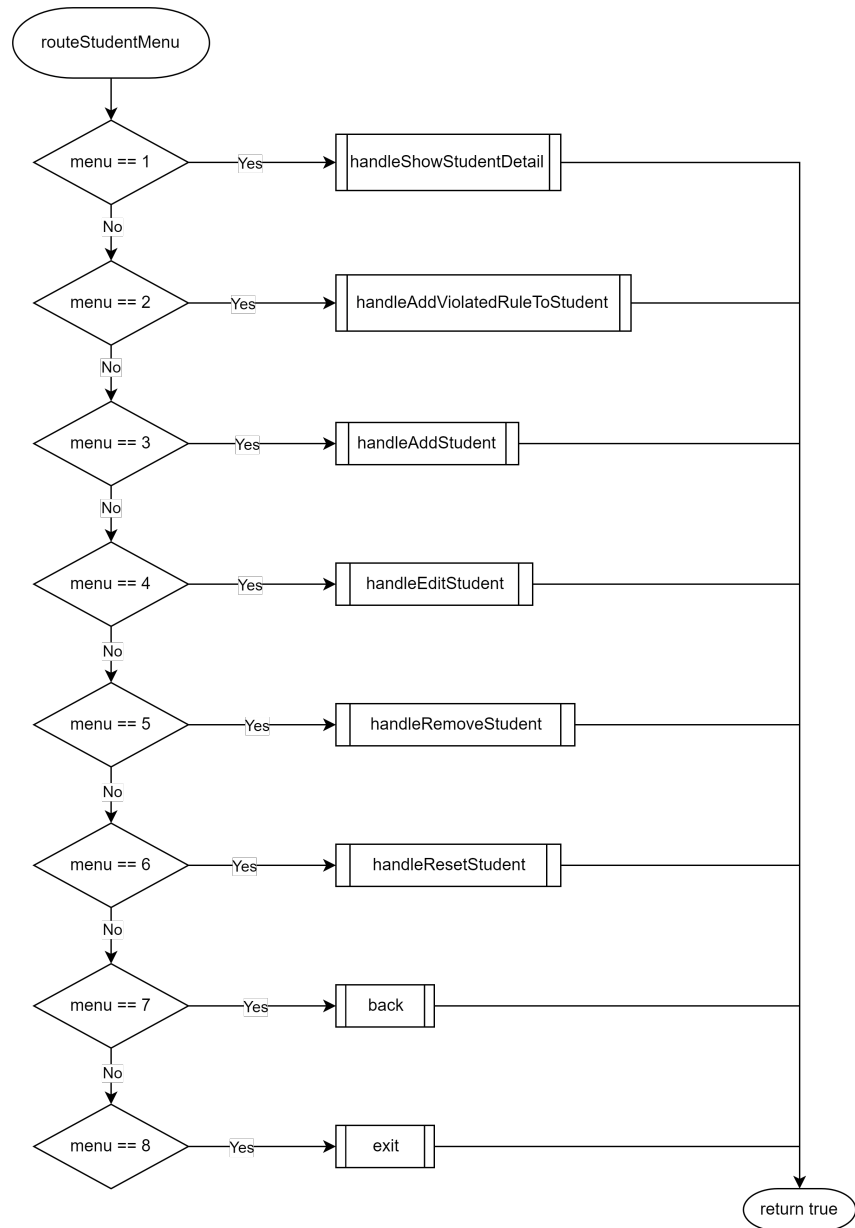 routeStudentMenu
menu == 1
Yes
handleShowStudentDetail
No
menu == 2
Yes
handleAddViolatedRuleToStudent
No
menu == 3
Yes
handleAddStudent
No
menu == 4
Yes
handleEditStudent
No
menu == 5
Yes
handleRemoveStudent
No
menu == 6
Yes
handleResetStudent
No
menu == 7
Yes
back
No
menu == 8
Yes
exit
return true